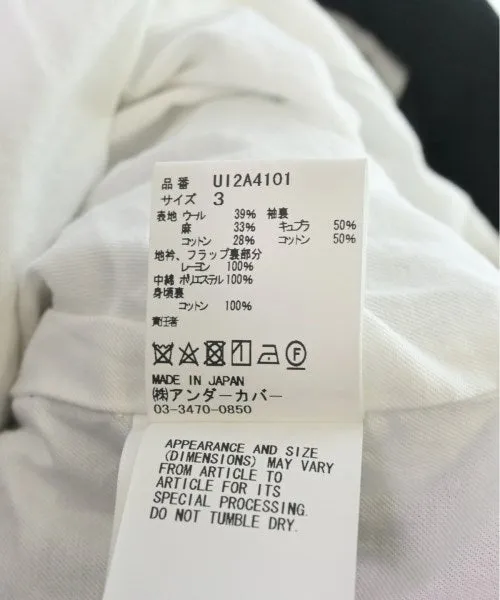 品番 UI2A4101
サイズ 3
表地 ウール 39% 袖裏
麻 33% キュプラ 50%
コットン 28% コットン 50%
地衿、フラップ裏部分
レーヨン 100%
中綿 ポリエステル 100%
身頃裏
コットン 100%
責任者
F
MADE IN JAPAN
㈱アンダーカバー
03-3470-0850
APPEARANCE AND SIZE
(DIMENSIONS) MAY VARY
FROM ARTICLE TO
ARTICLE FOR ITS
SPECIAL PROCESSING.
DO NOT TUMBLE DRY.